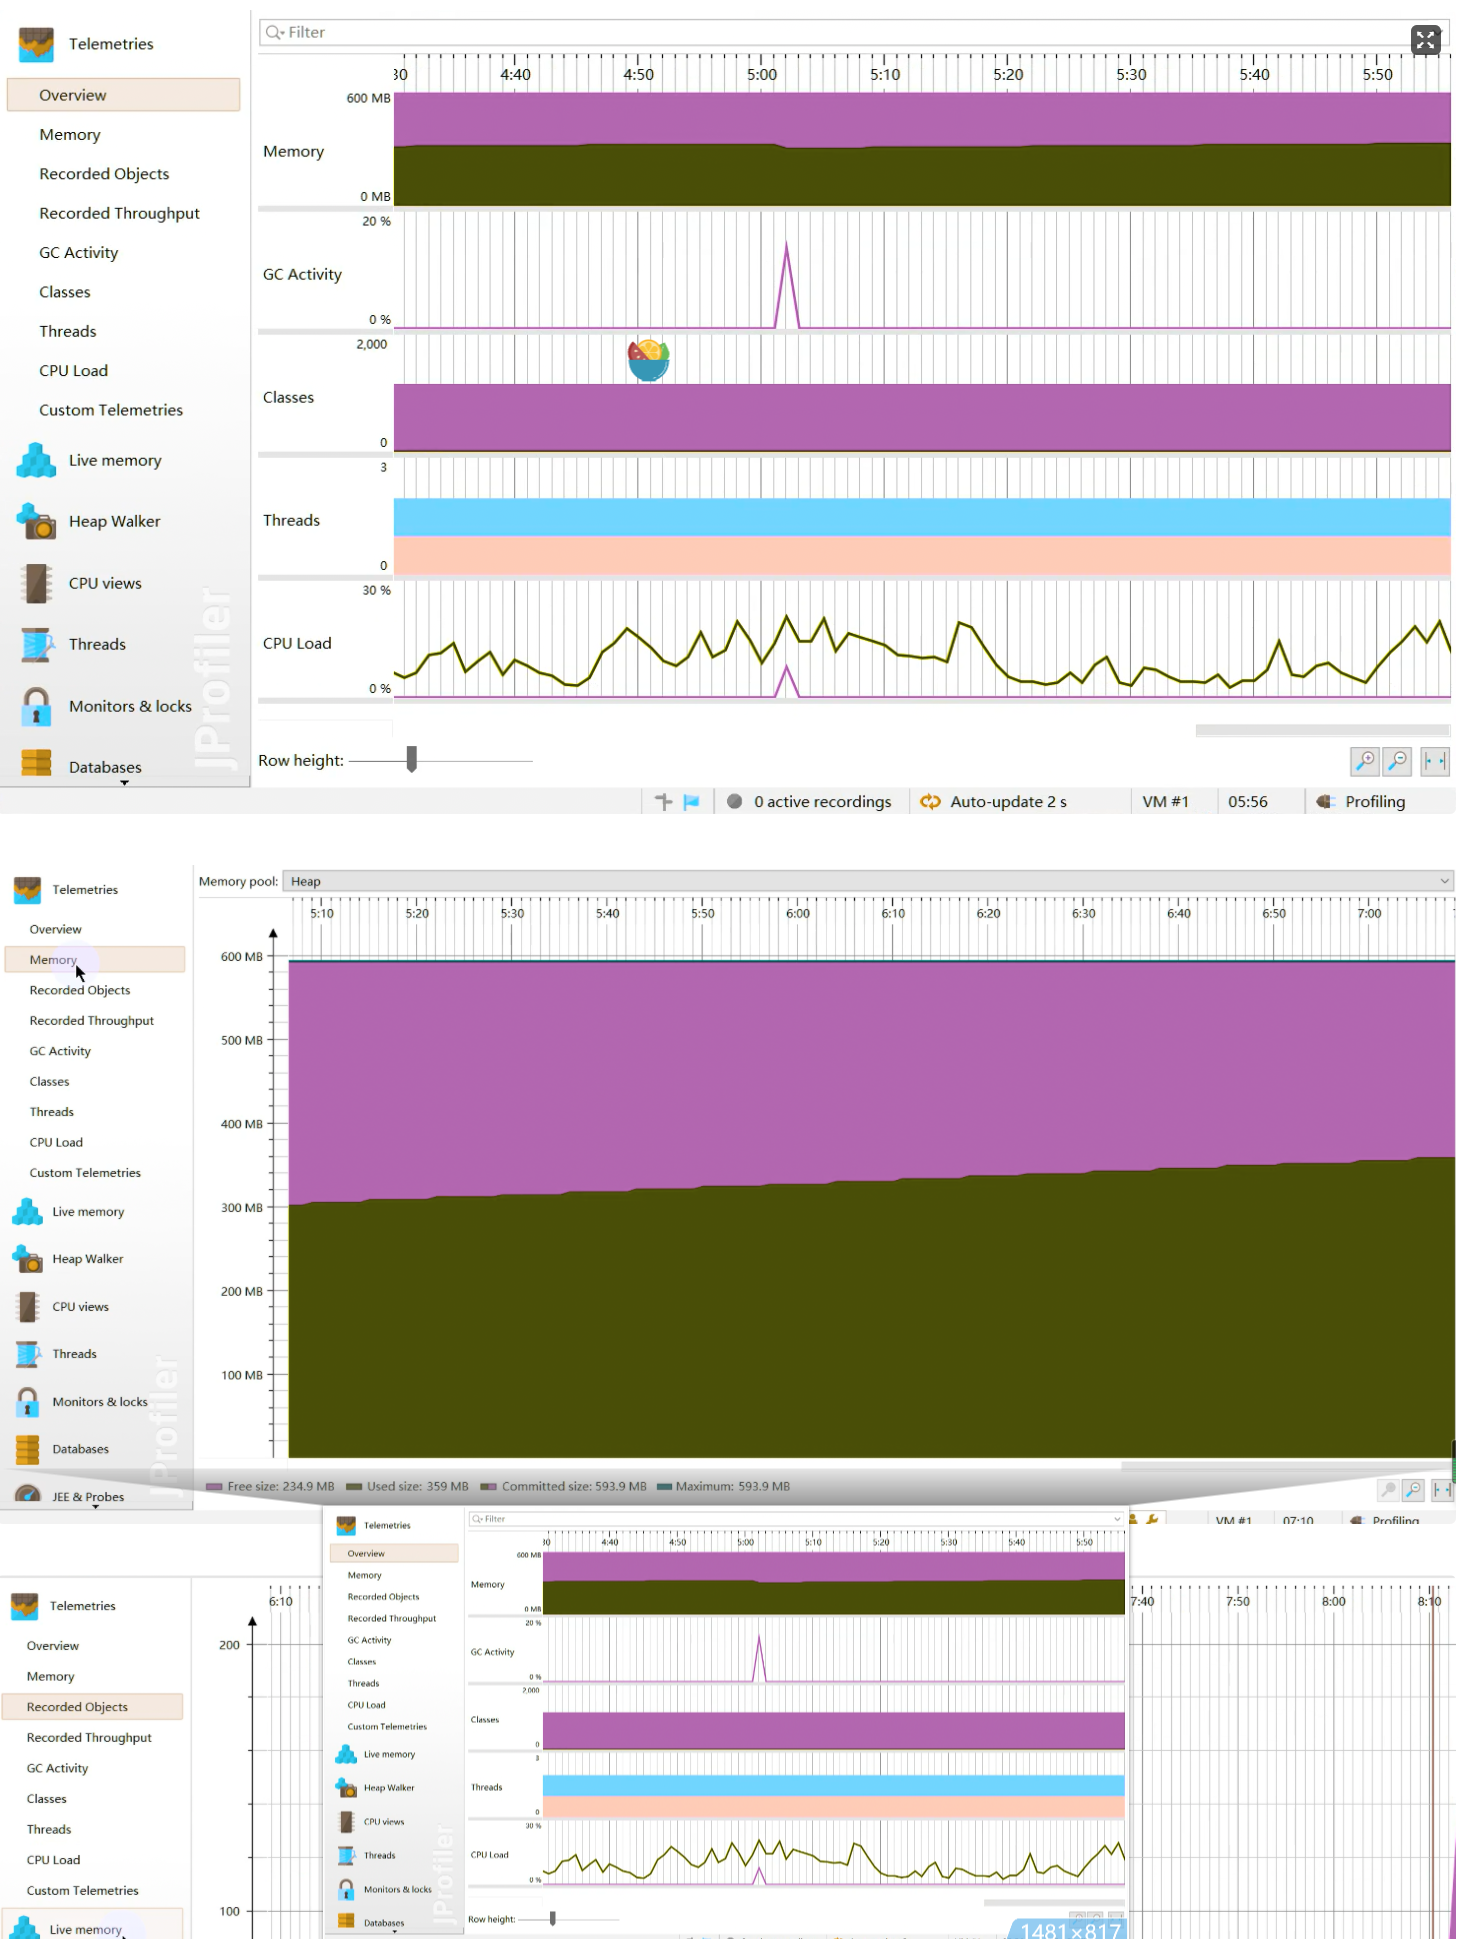 Telemetries
Filter
Overview
Memory
Recorded Objects
Recorded Throughput
GC Activity
Classes
Threads
CPU Load
Custom Telemetries
Live memory
Heap Walker
CPU views
Threads
Monitors & locks
Databases
JProfiler
30 4:40 4:50 5:00 5:10 5:20 5:30 5:40 5:50
600 MB
Memory
0 MB
20 %
GC Activity
0 %
2,000
Classes
0
3
Threads
0
30 %
CPU Load
0 %
Row height:
0 active recordings Auto-update 2 s VM #1 05:56 Profiling
Telemetries
Overview
Memory
Recorded Objects
Recorded Throughput
GC Activity
Classes
Threads
CPU Load
Custom Telemetries
Live memory
Heap Walker
CPU views
Threads
Monitors & locks
Databases
JEE & Probes
JProfiler
Memory pool: Heap
5:10 5:20 5:30 5:40 5:50 6:00 6:10 6:20 6:30 6:40 6:50 7:00
600 MB
500 MB
400 MB
300 MB
200 MB
100 MB
Free size: 234.9 MB Used size: 359 MB Committed size: 593.9 MB Maximum: 593.9 MB
VM #1 07:10 Profiling
Telemetries
Overview
Memory
Recorded Objects
Recorded Throughput
GC Activity
Classes
Threads
CPU Load
Custom Telemetries
Live memory
6:10
200
100
Telemetries
Overview
Memory
Recorded Objects
Recorded Throughput
GC Activity
Classes
Threads
CPU Load
Custom Telemetries
Live memory
Heap Walker
CPU views
Threads
Monitors & locks
Databases
JProfiler
Filter
30 4:40 4:50 5:00 5:10 5:20 5:30 5:40 5:50
600 MB
Memory
0 MB
20 %
GC Activity
0 %
2,000
Classes
0
3
Threads
0
30 %
CPU Load
0 %
Row height:
1481×817
7:40 7:50 8:00 8:10